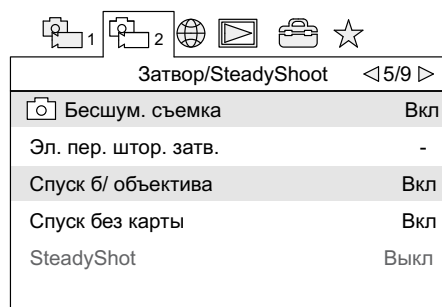 1 2
Затвор/SteadyShoot 5/9
Бесшум. съемка Вкл
Эл. пер. штор. затв. -
Спуск б/ объектива Вкл
Спуск без карты Вкл
SteadyShot Выкл